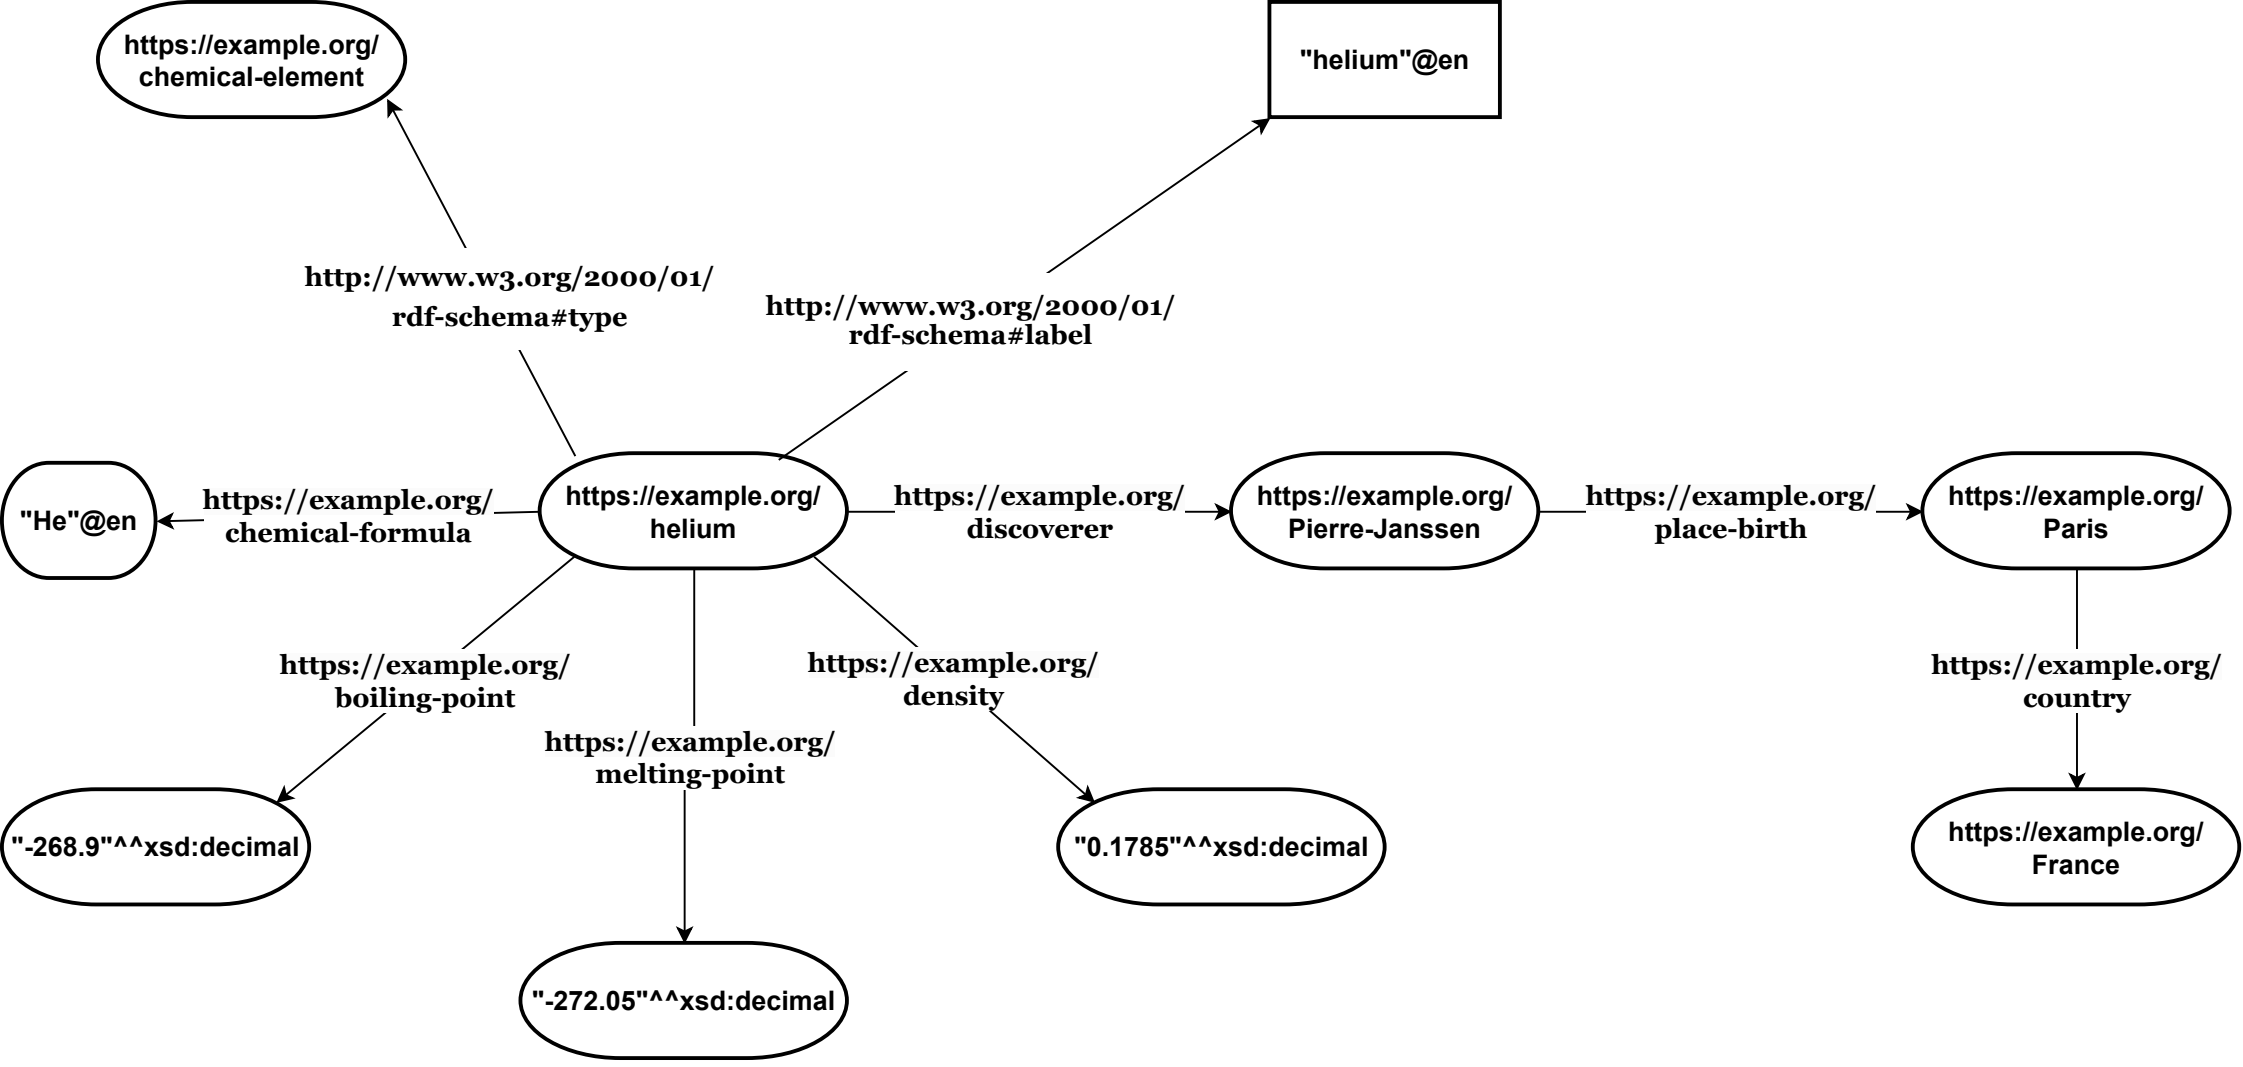 https://example.org/
chemical-element
"helium"@en
http://www.w3.org/2000/01/
rdf-schema#type
http://www.w3.org/2000/01/
rdf-schema#label
"He"@en
https://example.org/
chemical-formula
https://example.org/
helium
https://example.org/
discoverer
https://example.org/
Pierre-Janssen
https://example.org/
place-birth
https://example.org/
Paris
https://example.org/
boiling-point
https://example.org/
melting-point
https://example.org/
density
https://example.org/
country
"-268.9"^^xsd:decimal
"-272.05"^^xsd:decimal
"0.1785"^^xsd:decimal
https://example.org/
France